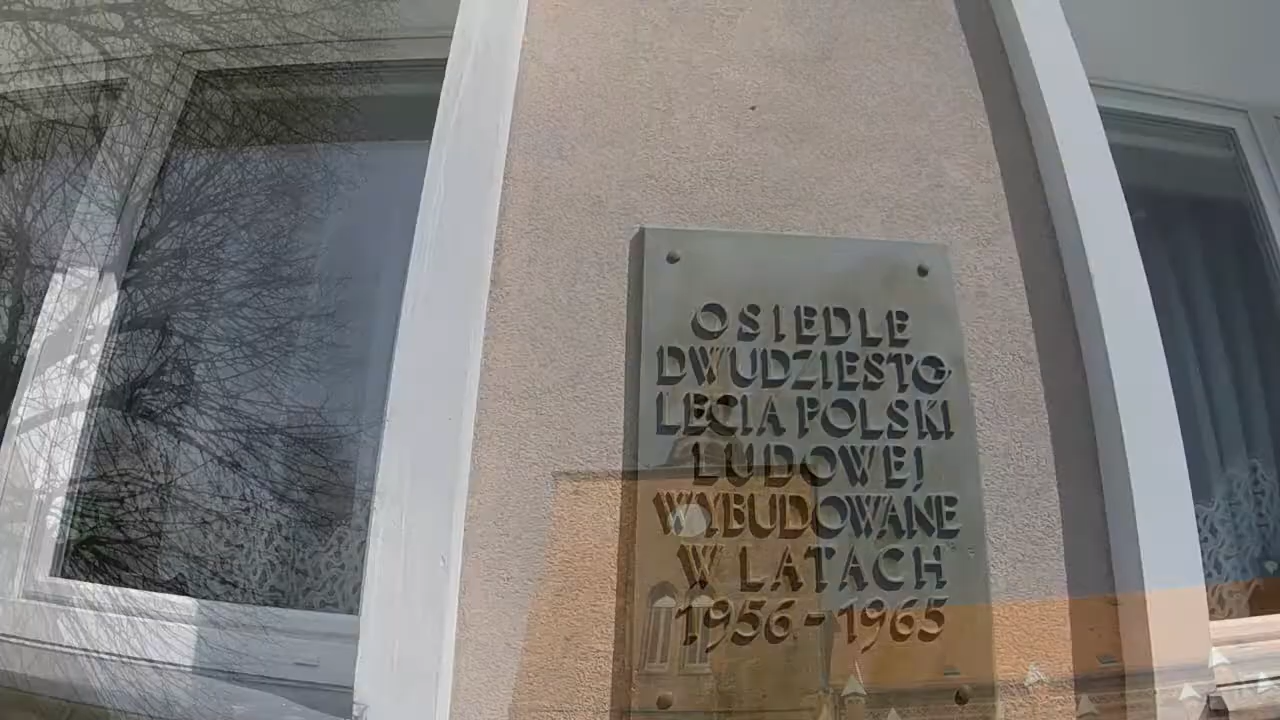 OSIEDLE
DWUDZIESTO
LECIA POLSKI
LUDOWEJ
WYBUDOWANE
W LATACH
1956-1965